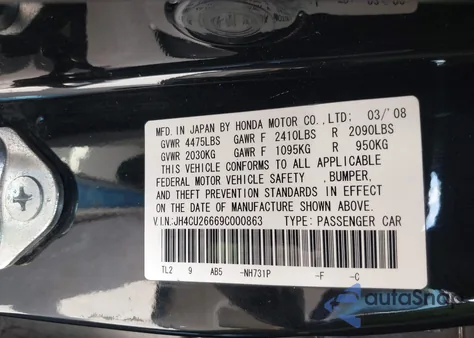 MFD. IN JAPAN BY HONDA MOTOR CO.,LTD; 03/'08
GVWR 4475LBS GAWR F 2410LBS R 2090LBS
GVWR 2030KG GAWR F 1095KG R 950KG
THIS VEHICLE CONFORMS TO ALL APPLICABLE
FEDERAL MOTOR VEHICLE SAFETY ,BUMPER,
AND THEFT PREVENTION STANDARDS IN EFFECT
ON THE DATE OF MANUFACTURE SHOWN ABOVE.
V.I.N:JH4CU26669C000863 TYPE: PASSENGER CAR
TL2 9 AB5 -NH731P -F -C
autoSnap